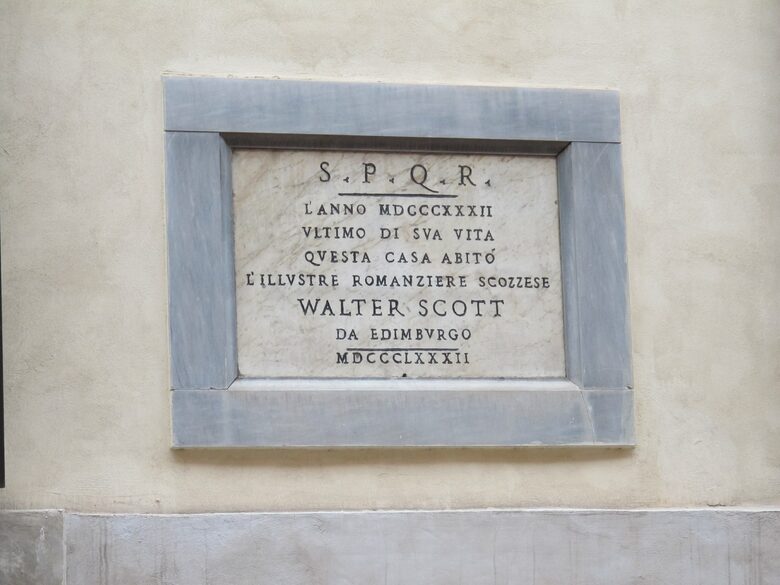 S.P.Q.R.
L'ANNO MDCCCXXXII
VLTIMO DI SVA VITA
QVESTA CASA ABITÒ
L'ILLVSTRE ROMANZIERE SCOZZESE
WALTER SCOTT
DA EDIMBVRGO
MDCCCLXXXII